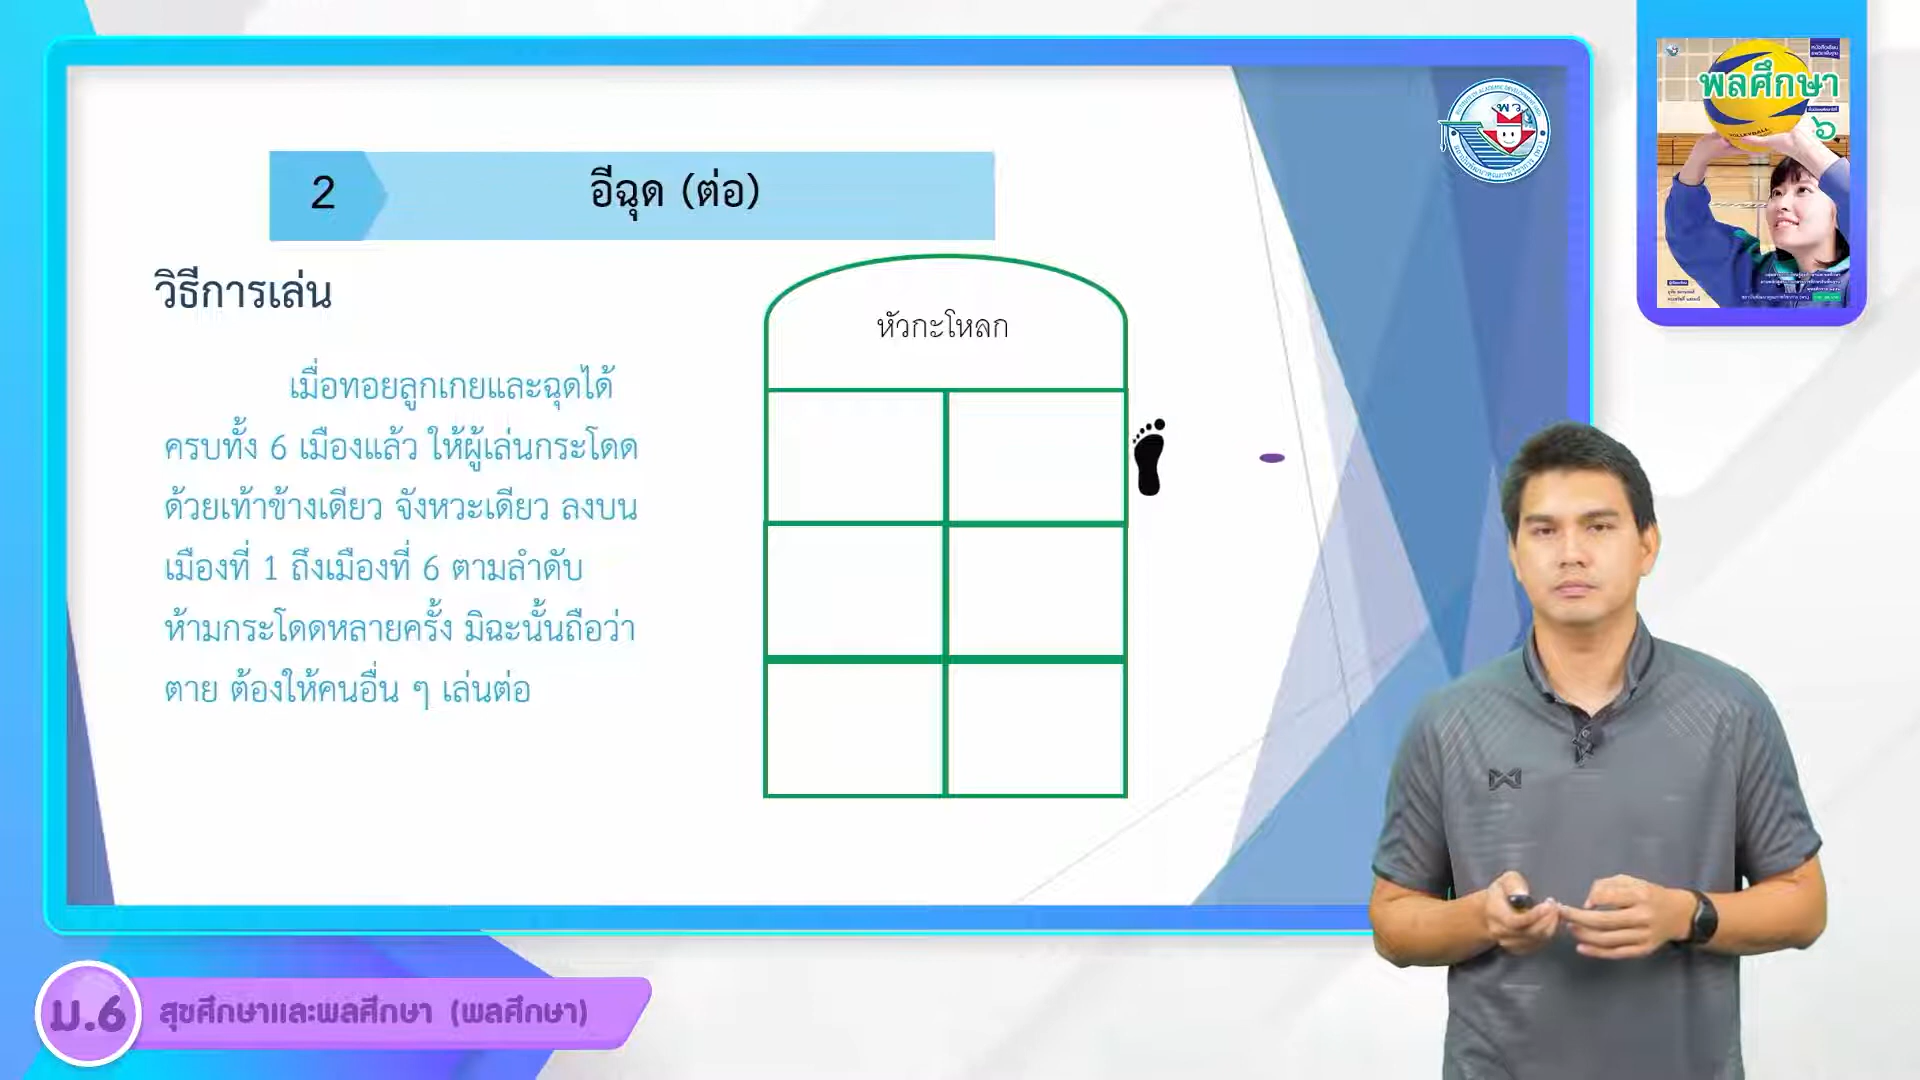 2
อีฉุด (ต่อ)
วิธีการเล่น
เมื่อทอยลูกเกยและฉุดได้
ครบทั้ง 6 เมืองแล้ว ให้ผู้เล่นกระโดด
ด้วยเท้าข้างเดียว จังหวะเดียว ลงบน
เมืองที่ 1 ถึงเมืองที่ 6 ตามลำดับ
ห้ามกระโดดหลายครั้ง มิฉะนั้นถือว่า
ตาย ต้องให้คนอื่น ๆ เล่นต่อ
หัวกะโหลก
พว
พลศึกษา
๖
VOLLEYBALL
ม.6
สุขศึกษาและพลศึกษา (พลศึกษา)